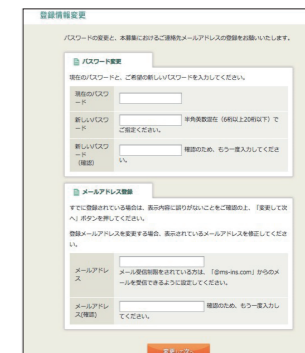 登録情報変更
パスワードの変更と、本募集におけるご連絡先メールアドレスの登録をお願いいたします。
パスワード変更
現在のパスワードと、ご希望の新しいパスワードを入力してください。
現在のパスワ
ード
新しいパスワ
ード
半角英数混在（6桁以上20桁以下）で
ご指定ください。
新しいパスワ
ード
（確認）
確認のため、もう一度入力してくださ
い。
メールアドレス登録
すでに登録されている場合は、表示内容に誤りがないことをご確認の上、「変更して次
へ」ボタンを押してください。
登録メールアドレスを変更する場合、表示されているメールアドレスを修正してくださ
い。
メールアドレ
ス
メール受信制限をされている方は、「@ms-ins.com」からのメ
ールを受信できるように設定してください。
メールアドレ
ス(確認)
確認のため、もう一度入力し
てください。